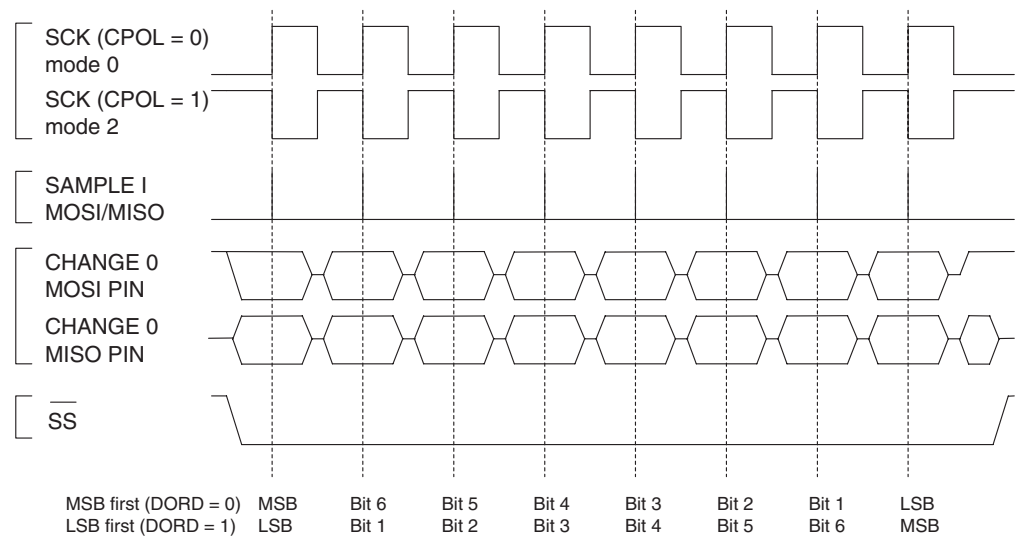 SCK (CPOL = 0)
mode 0
SCK (CPOL = 1)
mode 2
SAMPLE I
MOSI/MISO
CHANGE 0
MOSI PIN
CHANGE 0
MISO PIN
SS
MSB first (DORD = 0) MSB Bit 6 Bit 5 Bit 4 Bit 3 Bit 2 Bit 1 LSB
LSB first (DORD = 1) LSB Bit 1 Bit 2 Bit 3 Bit 4 Bit 5 Bit 6 MSB